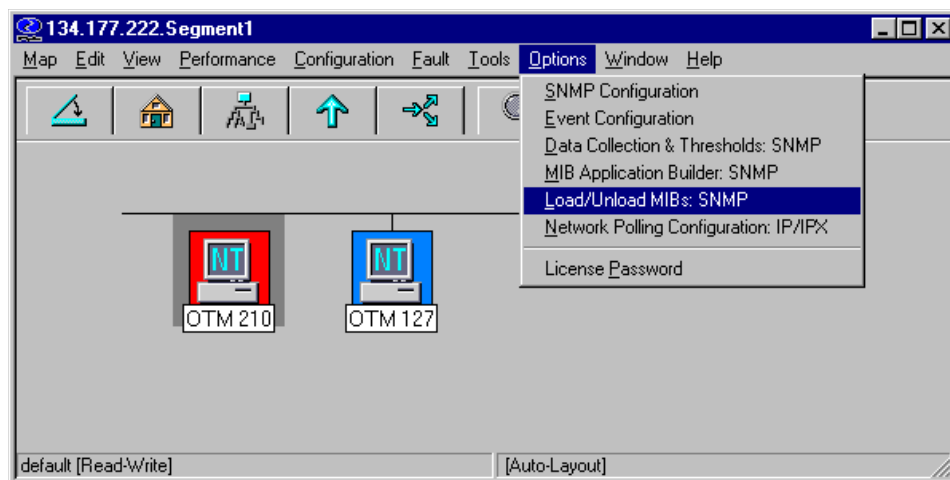 134.177.222.Segment1
Map Edit View Performance Configuration Fault Tools Options Window Help
SNMP Configuration
Event Configuration
Data Collection & Thresholds: SNMP
MIB Application Builder: SNMP
Load/Unload MIBs: SNMP
Network Polling Configuration: IP/IPX
License Password
NT
NT
OTM 210
OTM 127
default [Read-Write]
[Auto-Layout]